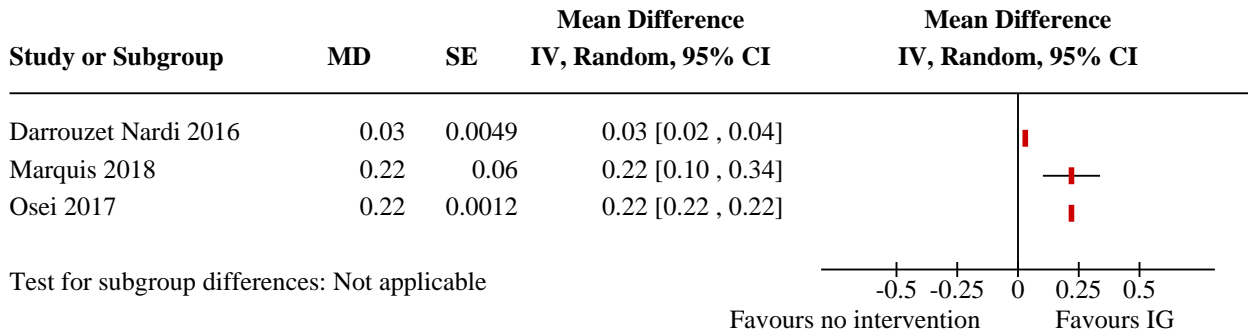 Mean Difference Mean Difference
Study or Subgroup MD SE IV, Random, 95% CI IV, Random, 95% CI
Darrouzet Nardi 2016 0.03 0.0049 0.03 [0.02 , 0.04]
Marquis 2018 0.22 0.06 0.22 [0.10 , 0.34]
Osei 2017 0.22 0.0012 0.22 [0.22 , 0.22]
Test for subgroup differences: Not applicable
-0.5 -0.25 0 0.25 0.5
Favours no intervention Favours IG